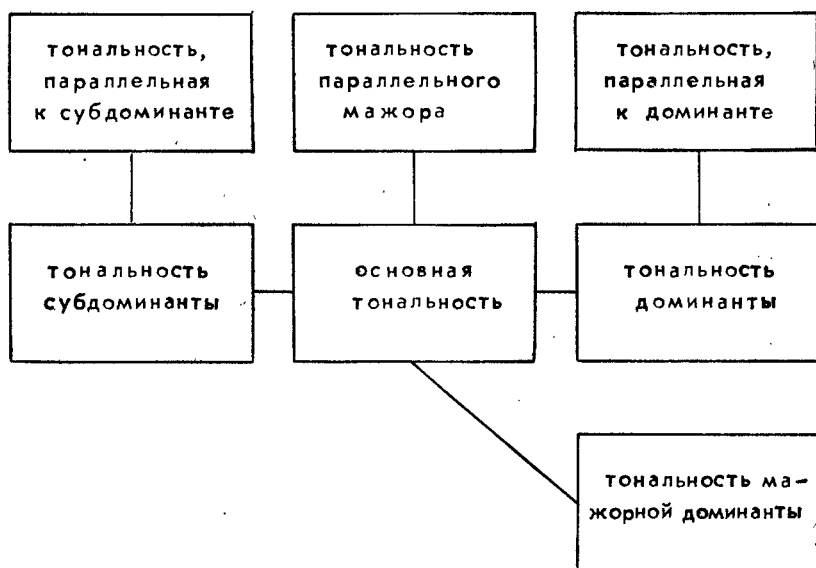 тональность,
параллельная
к субдоминанте
тональность
параллельного
мажора
тональность,
параллельная
к доминанте
тональность
субдоминанты
основная
тональность
тональность
доминанты
тональность ма-
жорной доминанты